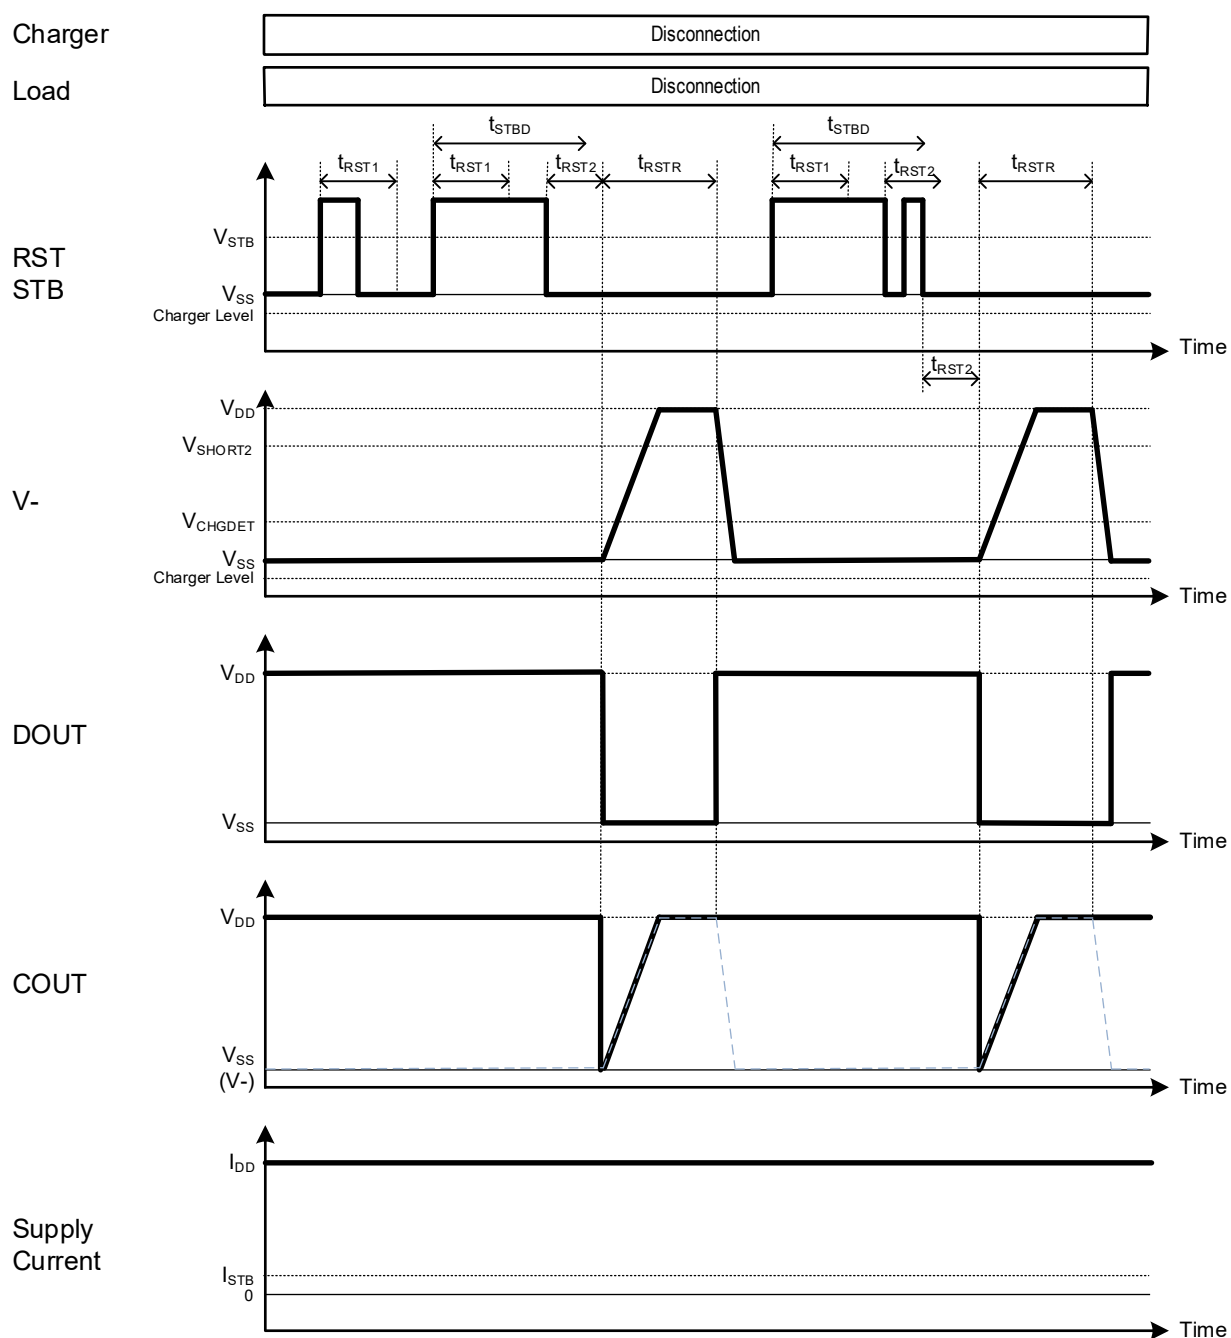 Charger
Disconnection
Load
Disconnection
tSTBD
tSTBD
tRST1
tRST1
tRST2
tRSTR
tRST1
tRST2
tRSTR
VSTB
RST
STB
VSS
Charger Level
Time
tRST2
VDD
VSHORT2
V-
VCHGDET
VSS
Charger Level
Time
VDD
DOUT
VSS
Time
VDD
COUT
VSS
(V-)
Time
IDD
Supply
Current
ISTB
0
Time